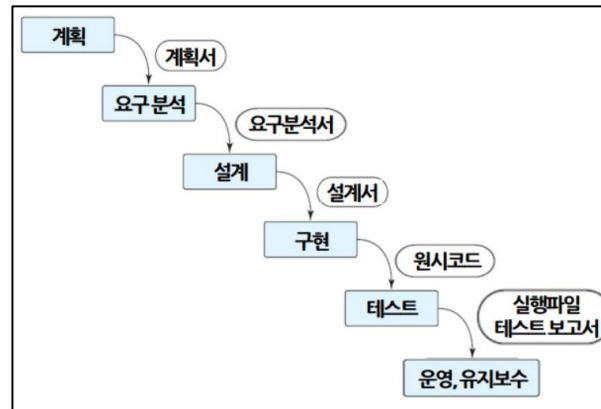 계획
계획서
요구 분석
요구분석서
설계
설계서
구현
원시코드
테스트
실행파일
테스트 보고서
운영, 유지보수